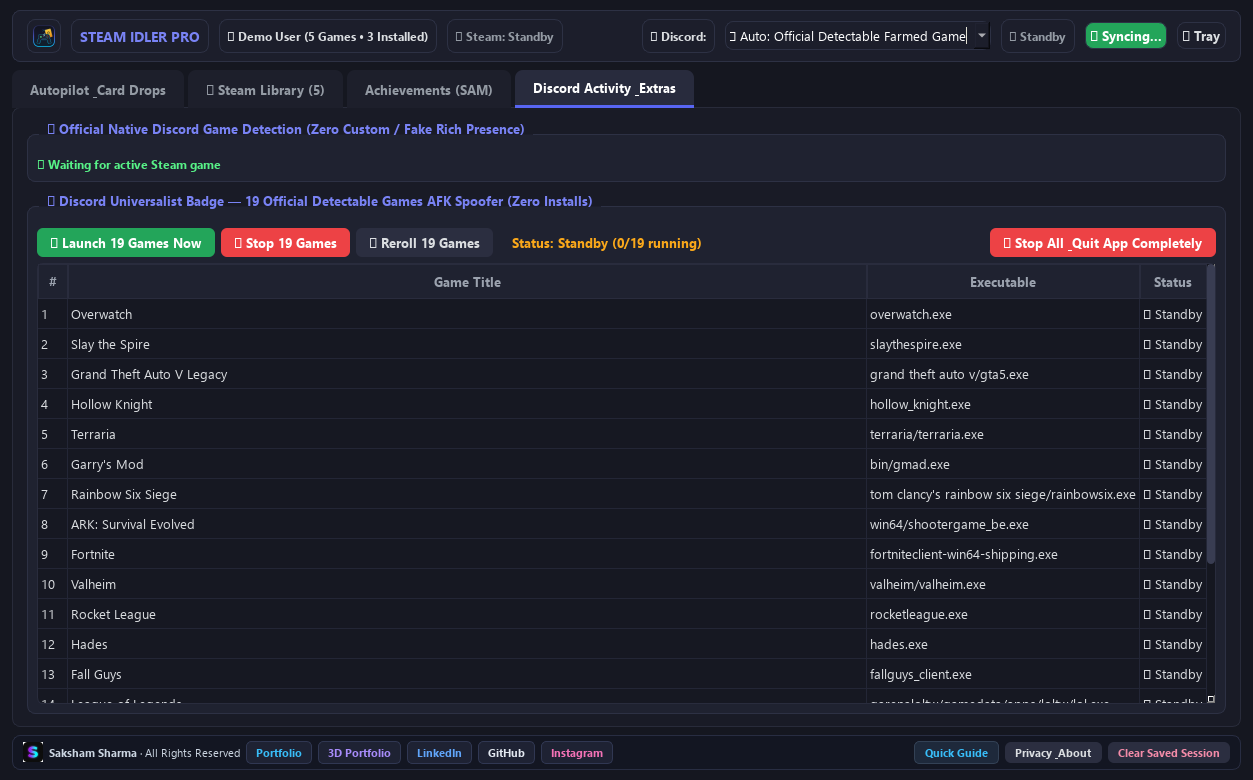 STEAM IDLER PRO
Demo User (5 Games • 3 Installed)
Steam: Standby
Discord:
Auto: Official Detectable Farmed Game
Standby
Syncing...
Tray
Autopilot _Card Drops
Steam Library (5)
Achievements (SAM)
Discord Activity _Extras
Official Native Discord Game Detection (Zero Custom / Fake Rich Presence)
Waiting for active Steam game
Discord Universalist Badge — 19 Official Detectable Games AFK Spoofer (Zero Installs)
Launch 19 Games Now
Stop 19 Games
Reroll 19 Games
Status: Standby (0/19 running)
Stop All _Quit App Completely
# Game Title Executable Status
1 Overwatch overwatch.exe Standby
2 Slay the Spire slaythespire.exe Standby
3 Grand Theft Auto V Legacy grand theft auto v/gta5.exe Standby
4 Hollow Knight hollow_knight.exe Standby
5 Terraria terraria/terraria.exe Standby
6 Garry's Mod bin/gmad.exe Standby
7 Rainbow Six Siege tom clancy's rainbow six siege/rainbowsix.exe Standby
8 ARK: Survival Evolved win64/shootergame_be.exe Standby
9 Fortnite fortniteclient-win64-shipping.exe Standby
10 Valheim valheim/valheim.exe Standby
11 Rocket League rocketleague.exe Standby
12 Hades hades.exe Standby
13 Fall Guys fallguys_client.exe Standby
14 League of Legends Standby
Saksham Sharma · All Rights Reserved
Portfolio
3D Portfolio
LinkedIn
GitHub
Instagram
Quick Guide
Privacy _About
Clear Saved Session